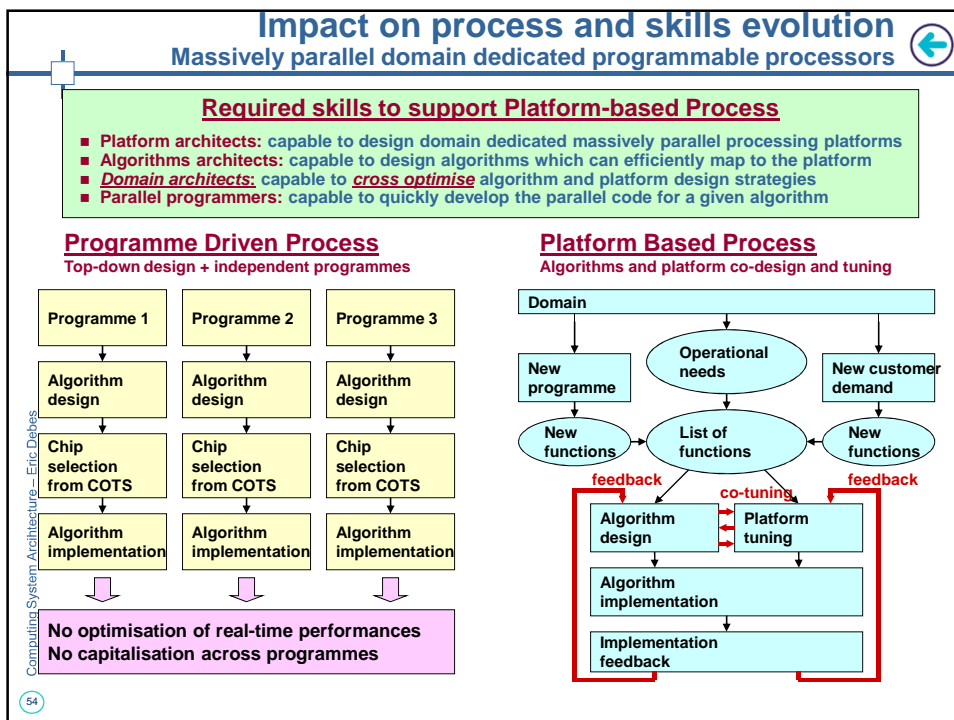 Impact on process and skills evolution
Massively parallel domain dedicated programmable processors
Required skills to support Platform-based Process
■ Platform architects: capable to design domain dedicated massively parallel processing platforms
■ Algorithms architects: capable to design algorithms which can efficiently map to the platform
■ Domain architects: capable to cross optimise algorithm and platform design strategies
■ Parallel programmers: capable to quickly develop the parallel code for a given algorithm
Programme Driven Process
Top-down design + independent programmes
Programme 1
Programme 2
Programme 3
Algorithm
design
Algorithm
design
Algorithm
design
Chip
selection
from COTS
Chip
selection
from COTS
Chip
selection
from COTS
Algorithm
implementation
Algorithm
implementation
Algorithm
implementation
No optimisation of real-time performances
No capitalisation across programmes
Platform Based Process
Algorithms and platform co-design and tuning
Domain
New
programme
Operational
needs
New customer
demand
New
functions
List of
functions
New
functions
feedback
co-tuning
feedback
Algorithm
design
Platform
tuning
Algorithm
implementation
Implementation
feedback
Computing System Arcihtecture – Eric Debes
54